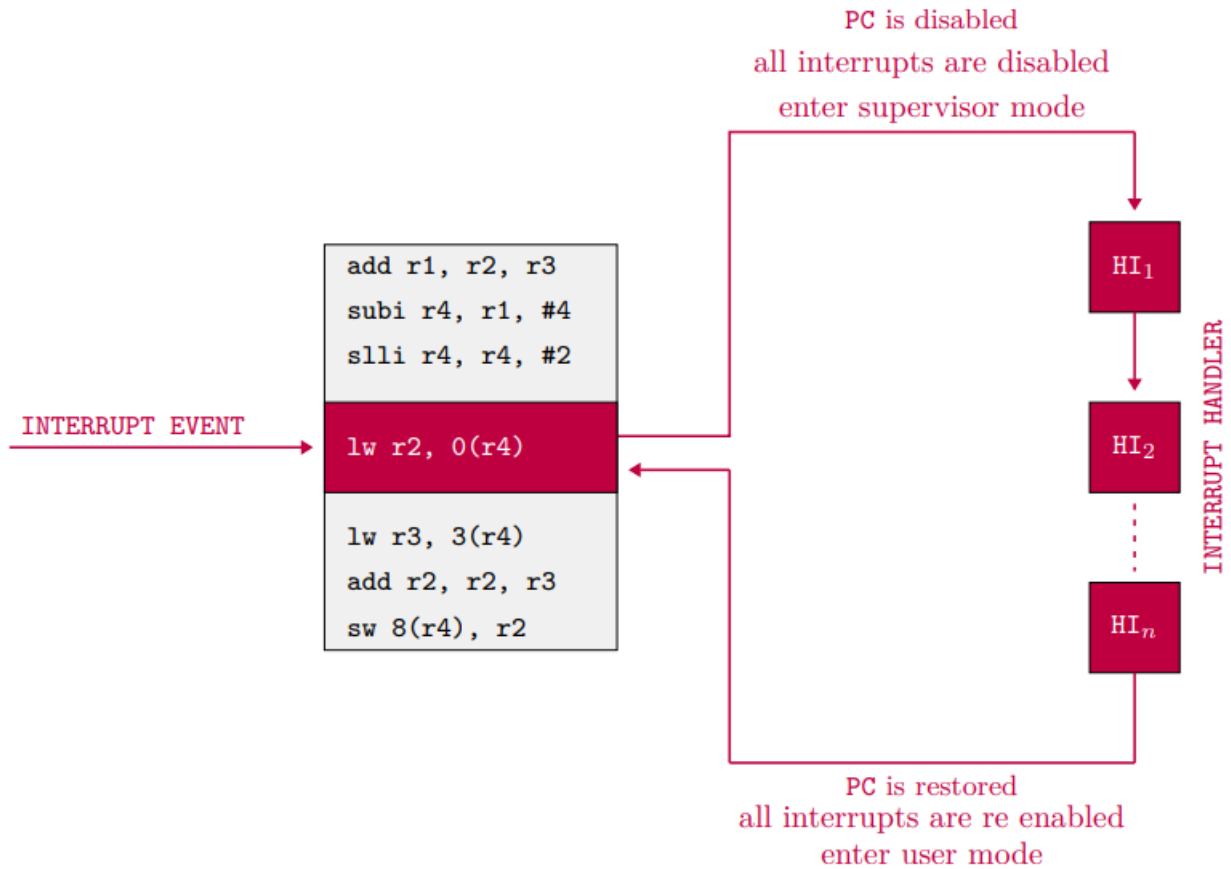 PC is disabled
all interrupts are disabled
enter supervisor mode
add r1, r2, r3
subi r4, r1, #4
slli r4, r4, #2
INTERRUPT EVENT
lw r2, 0(r4)
lw r3, 3(r4)
add r2, r2, r3
sw 8(r4), r2
HI₁
HI₂
HIₙ
INTERRUPT HANDLER
PC is restored
all interrupts are re enabled
enter user mode